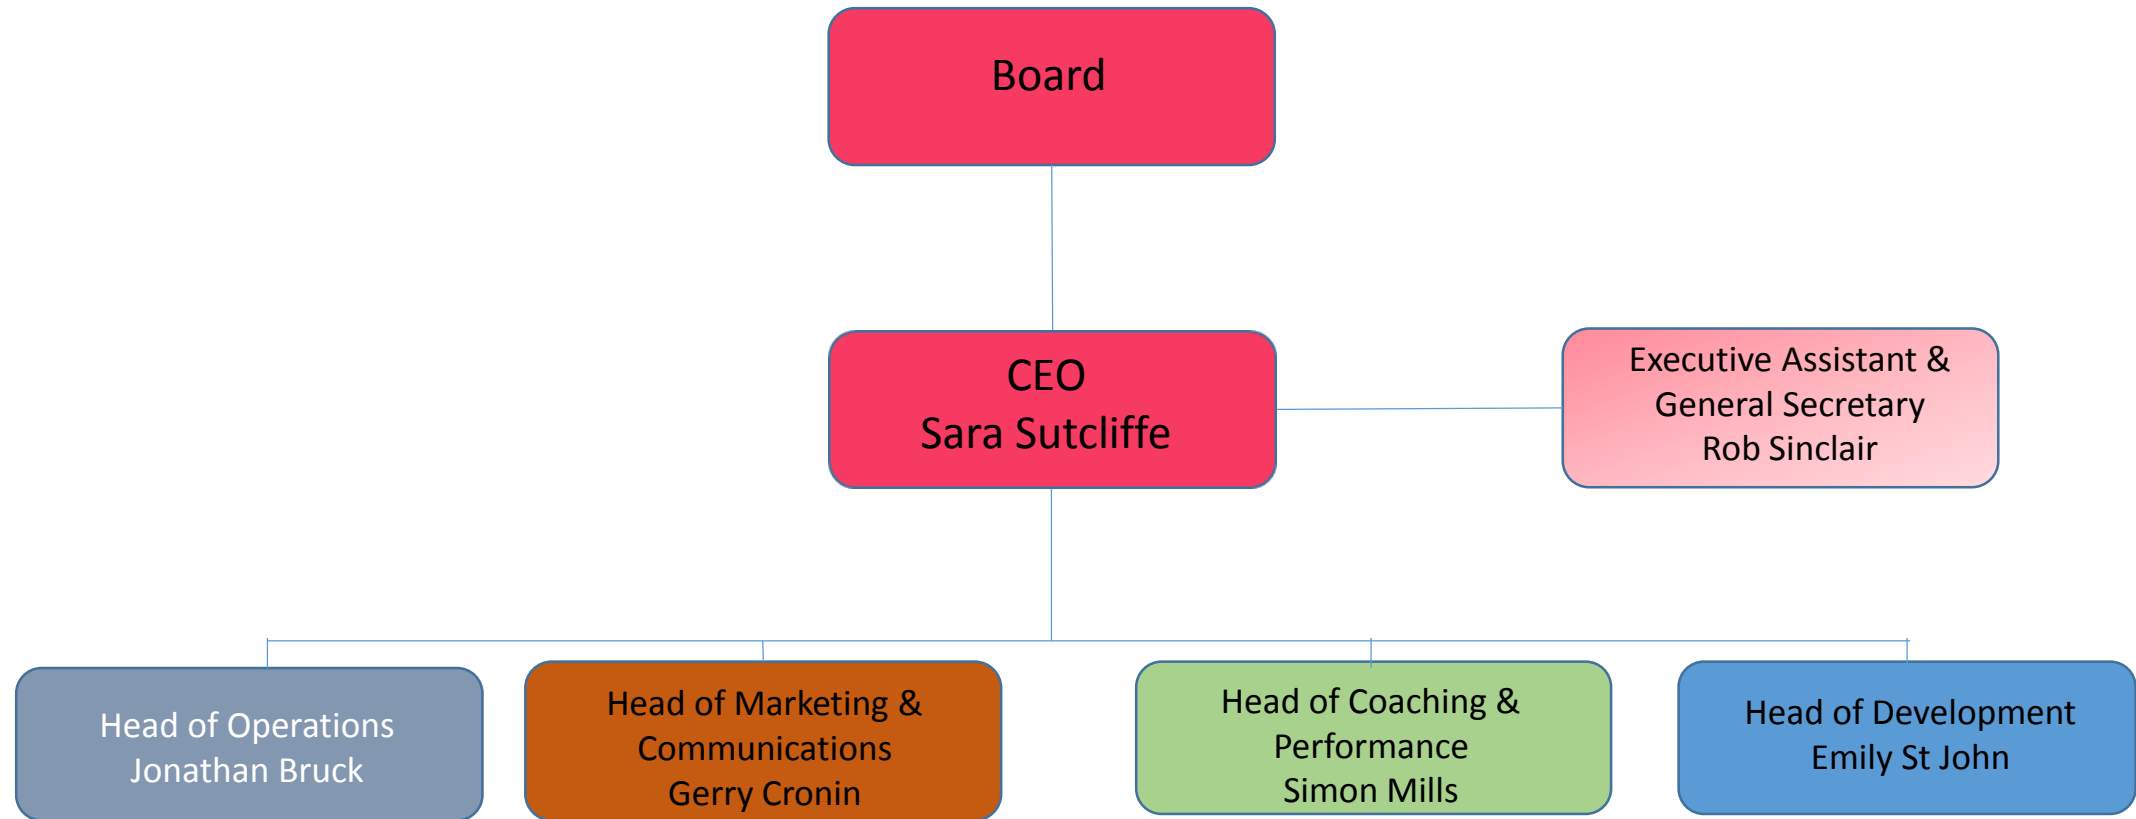 Board
CEO
Sara Sutcliffe
Executive Assistant &
General Secretary
Rob Sinclair
Head of Operations
Jonathan Bruck
Head of Marketing &
Communications
Gerry Cronin
Head of Coaching &
Performance
Simon Mills
Head of Development
Emily St John